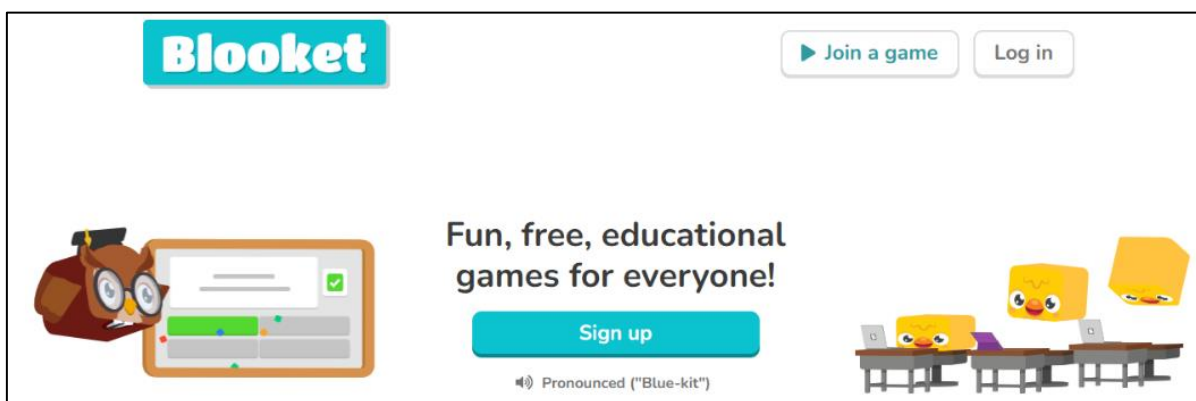 Blooket
Join a game
Log in
Fun, free, educational
games for everyone!
Sign up
Pronounced ("Blue-kit")